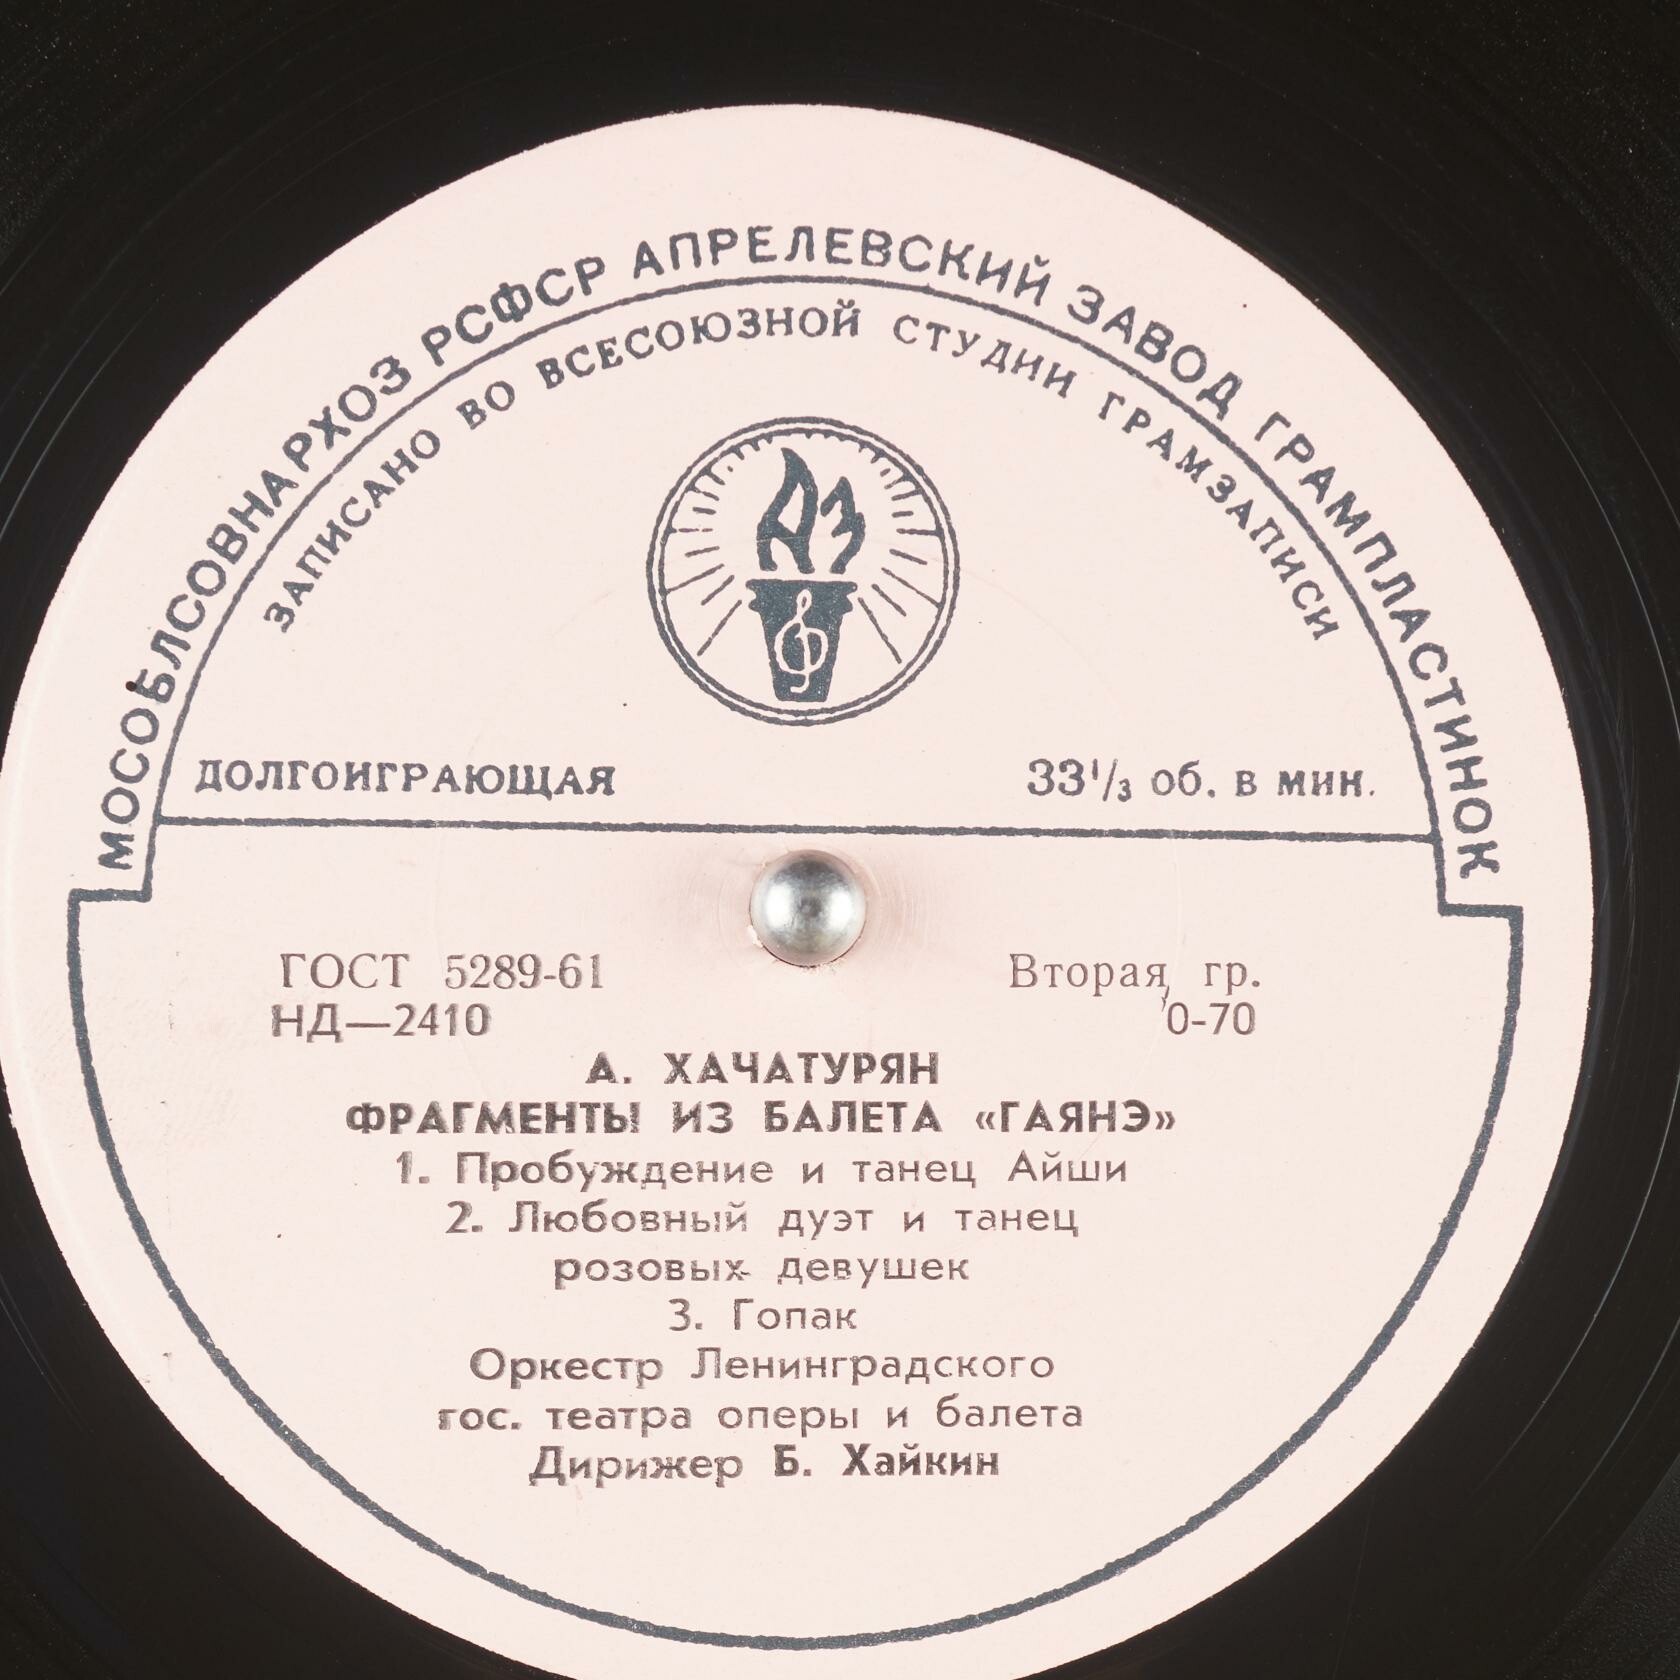 МОСОБЛСОВНАРХОЗ РСФСР АПРЕЛЕВСКИЙ ЗАВОД ГРАМПЛАСТИНОК
ЗАПИСАНО ВО ВСЕСОЮЗНОЙ СТУДИИ ГРАМЗАПИСИ
АЗ
ДОЛГОИГРАЮЩАЯ
33⅓ об. в мин.
ГОСТ 5289-61
Вторая гр.
НД—2410
0-70
А. ХАЧАТУРЯН
ФРАГМЕНТЫ ИЗ БАЛЕТА «ГАЯНЭ»
1. Пробуждение и танец Айши
2. Любовный дуэт и танец
розовых девушек
3. Гопак
Оркестр Ленинградского
гос. театра оперы и балета
Дирижер Б. Хайкин